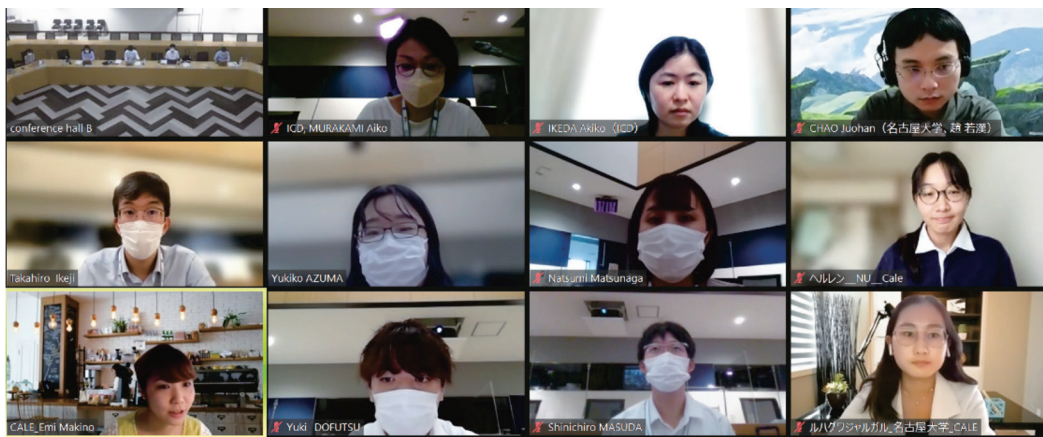 conference hall B
ICD, MURAKAMI Aiko
IKEDA Akiko（ICD）
CHAO Juohan（名古屋大学、趙 若漢）
Takahiro Ikeji
Yukiko AZUMA
Natsumi Matsunaga
ヘルレン__NU__Cale
CALE_Emi Makino
Yuki DOFUTSU
Shinichiro MASUDA
ルハグワジャルガル_名古屋大学_CALE